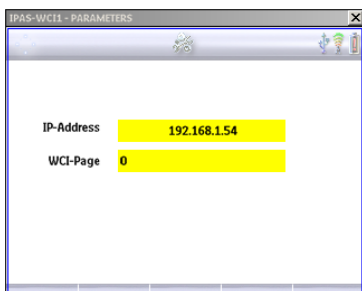 IPAS-WCI1 - PARAMETERS
IP-Address 192.168.1.54
WCI-Page 0